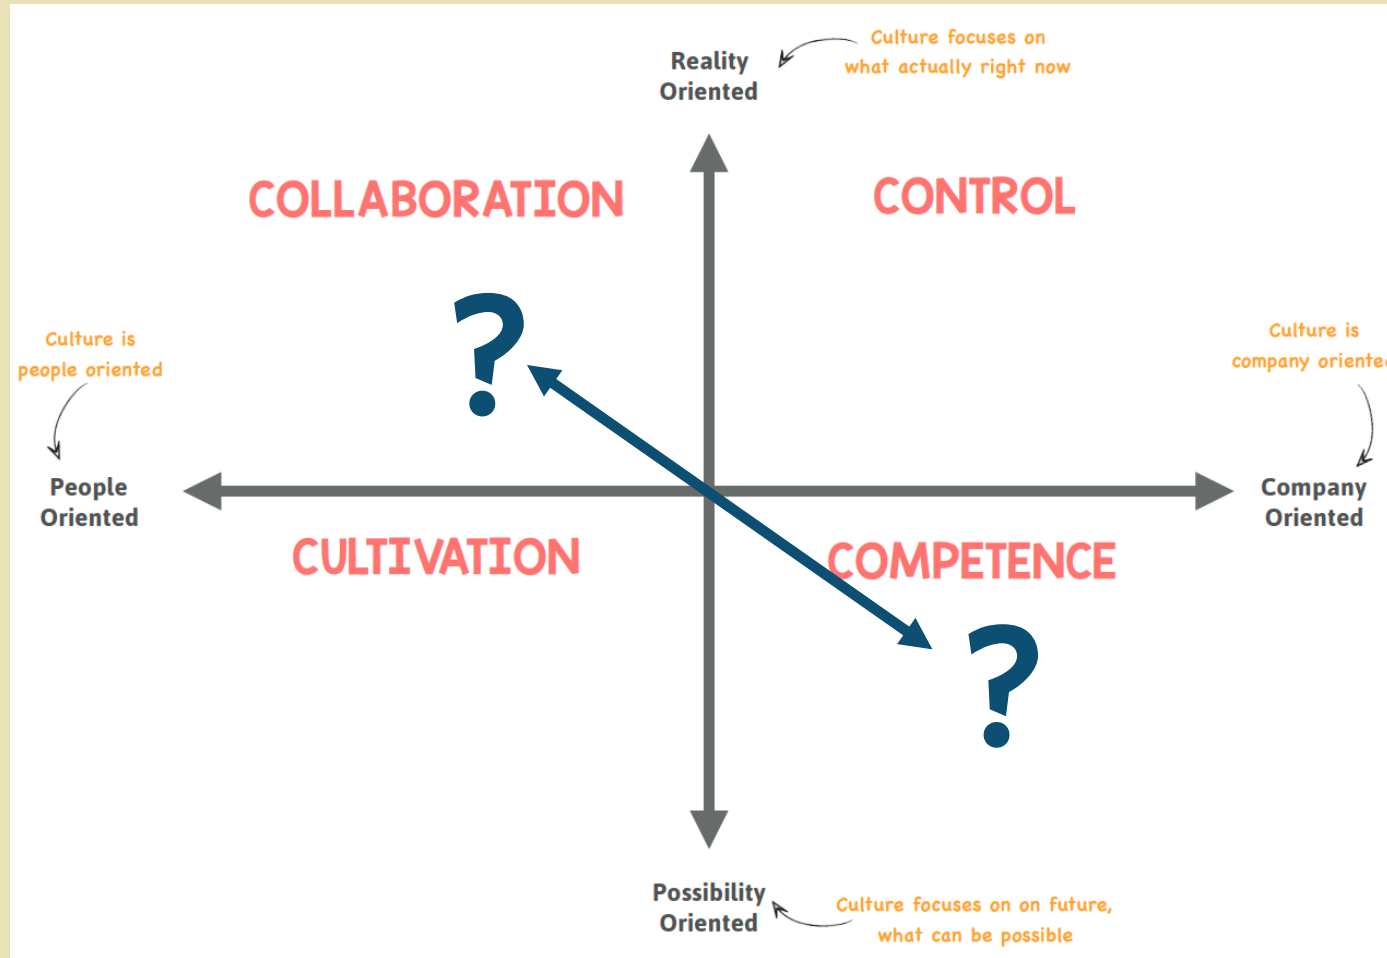 Culture focuses on
what actually right now
Reality
Oriented
COLLABORATION
CONTROL
?
Culture is
people oriented
Culture is
company oriente
People
Oriented
Company
Oriented
CULTIVATION
COMPETENCE
?
Possibility
Oriented
Culture focuses on on future,
what can be possible